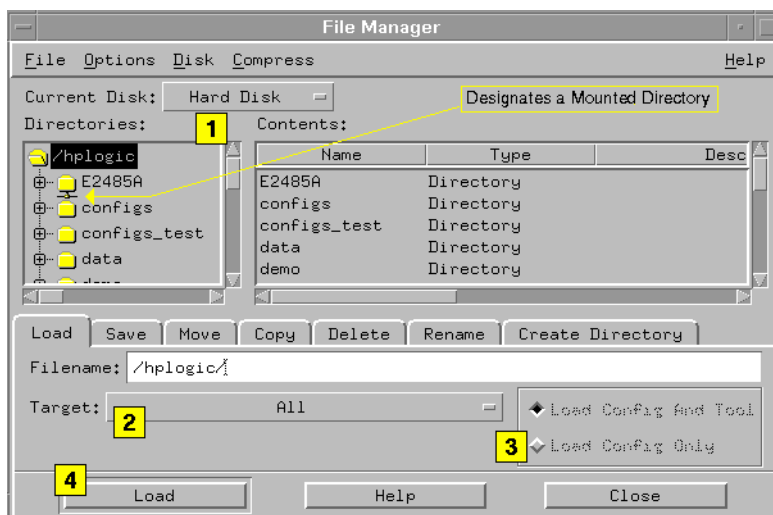 File Manager
File Options Disk Compress Help
Current Disk: Hard Disk
Designates a Mounted Directory
Directories:
1
Contents:
/hplogic
E2485A
configs
configs_test
data
demo
Name Type Desc
E2485A Directory
configs Directory
configs_test Directory
data Directory
demo Directory
Load Save Move Copy Delete Rename Create Directory
Filename: /hplogic/
Target: All
2
Load Config And Tool
3 Load Config Only
4
Load Help Close